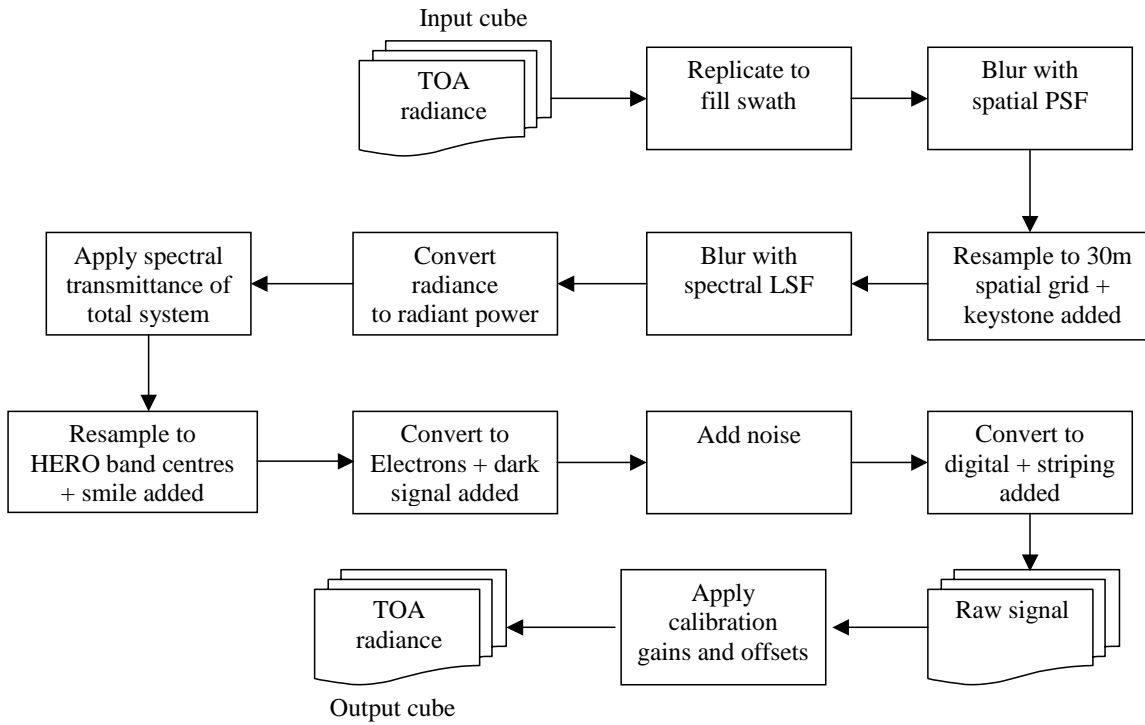 Input cube
TOA
radiance
Replicate to
fill swath
Blur with
spatial PSF
Resample to 30m
spatial grid +
keystone added
Blur with
spectral LSF
Convert
radiance
to radiant power
Apply spectral
transmittance of
total system
Resample to
HERO band centres
+ smile added
Convert to
Electrons + dark
signal added
Add noise
Convert to
digital + striping
added
Raw signal
Apply
calibration
gains and offsets
TOA
radiance
Output cube